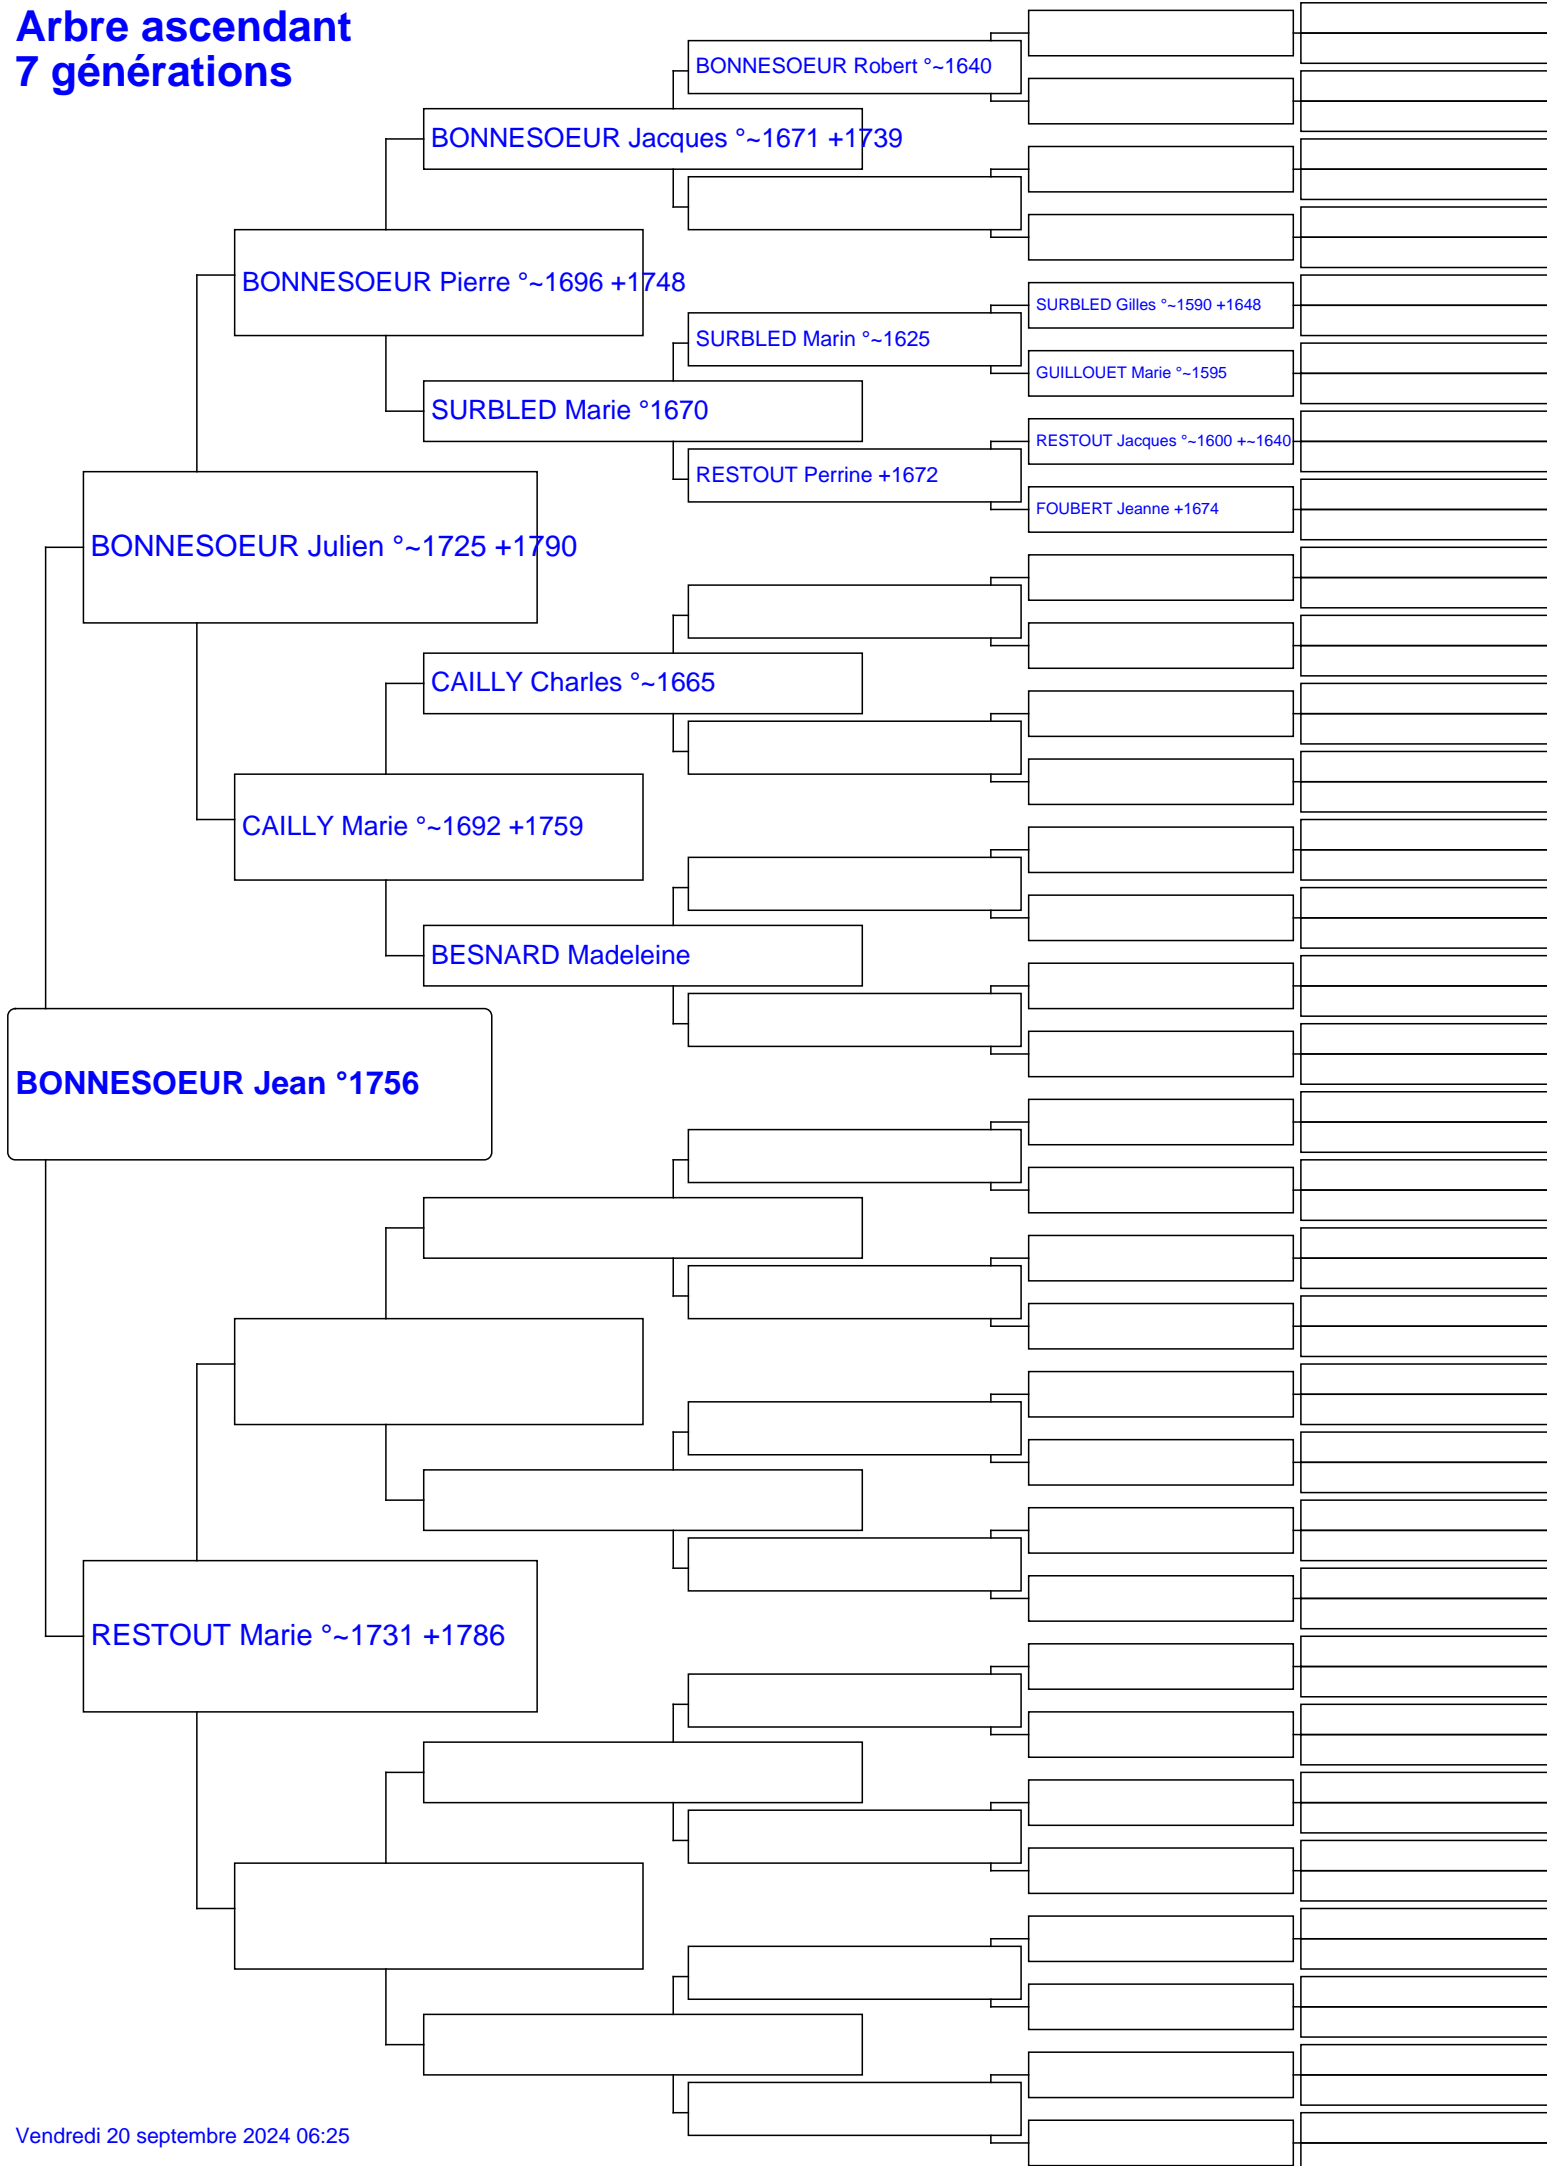 Arbre ascendant
7 générations
BONNESOEUR Robert °~1640
BONNESOEUR Jacques °~1671 +1739
BONNESOEUR Pierre °~1696 +1748
SURBLED Gilles °~1590 +1648
SURBLED Marin °~1625
GUILLOUET Marie °~1595
SURBLED Marie °1670
RESTOUT Jacques °~1600 +~1640
RESTOUT Perrine +1672
FOUBERT Jeanne +1674
BONNESOEUR Julien °~1725 +1790
CAILLY Charles °~1665
CAILLY Marie °~1692 +1759
BESNARD Madeleine
BONNESOEUR Jean °1756
RESTOUT Marie °~1731 +1786
Vendredi 20 septembre 2024 06:25